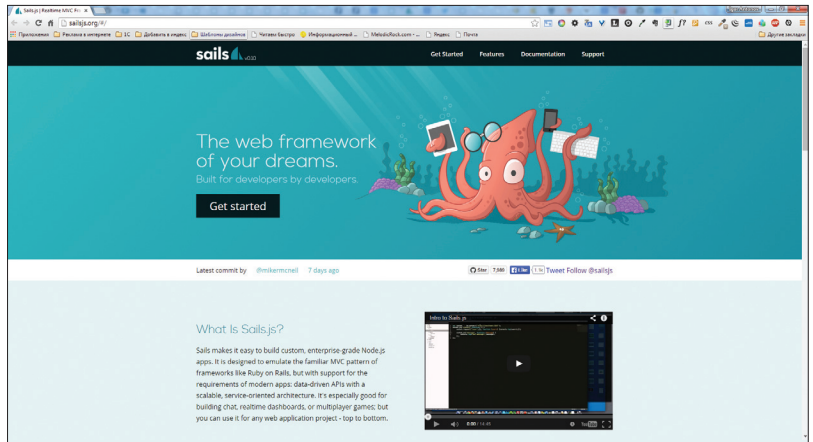 Sails.js | Realtime MVC Fra
sailsjs.org/#/
Приложения Реклама в интернете SC Добавить в индекс Шаблоны дизайнов Читаем быстро Информационный ... MelodicRock.com - ... Яндекс Почта Другие закладки
sails v0.10 Get Started Features Documentation Support
The web framework
of your dreams.
Built for developers by developers.
Get started
Latest commit by @mikermcneil 7 days ago Star 7,686 Like Tweet Follow @sailsjs
What Is Sails.js?
Sails makes it easy to build custom, enterprise-grade Node.js
apps. It is designed to emulate the familiar MVC pattern of
frameworks like Ruby on Rails, but with support for the
requirements of modern apps: data-driven APIs with a
scalable, service-oriented architecture. It's especially good for
building chat, realtime dashboards, or multiplayer games; but
you can use it for any web application project - top to bottom.
Intro to Sails.js
0:00 / 14:45 YouTube